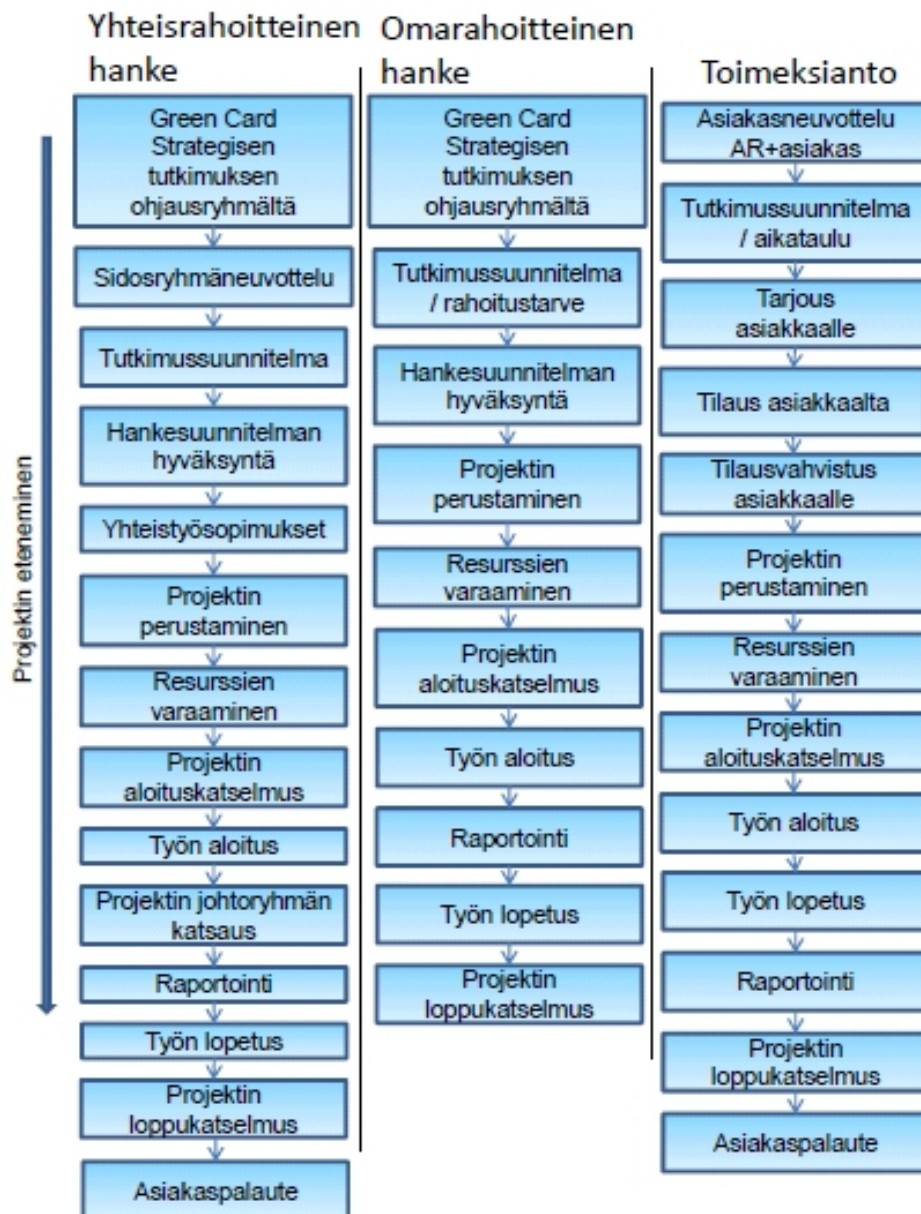 Yhteisrahoitteinen
hanke
Green Card
Strategisen
tutkimuksen
ohjausryhmältä
Sidosryhmäneuvottelu
Tutkimussuunnitelma
Hankesuunnitelman
hyväksyntä
Yhteistyösopimukset
Projektin
perustaminen
Resurssien
varaaminen
Projektin
aloituskatselmus
Työn aloitus
Projektin johtoryhmän
katsaus
Raportointi
Työn lopetus
Projektin
loppukatselmus
Asiakaspalaute
Omarahoitteinen
hanke
Green Card
Strategisen
tutkimuksen
ohjausryhmältä
Tutkimussuunnitelma
/ rahoitustarve
Hankesuunnitelman
hyväksyntä
Projektin
perustaminen
Resurssien
varaaminen
Projektin
aloituskatselmus
Työn aloitus
Raportointi
Työn lopetus
Projektin
loppukatselmus
Toimeksianto
Asiakasneuvottelu
AR+asiakas
Tutkimussuunnitelma
/ aikataulu
Tarjous
asiakkaalle
Tilaus asiakkaalta
Tilausvahvistus
asiakkaalle
Projektin
perustaminen
Resurssien
varaaminen
Projektin
aloituskatselmus
Työn aloitus
Työn lopetus
Raportointi
Projektin
loppukatselmus
Asiakaspalaute
Projektin eteneminen